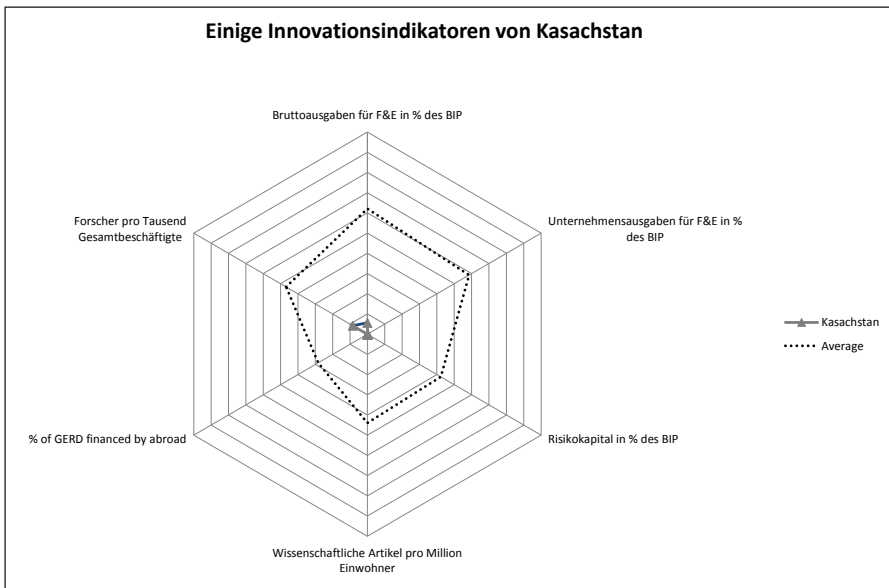 Einige Innovationsindikatoren von Kasachstan
Bruttoausgaben für F&E in % des BIP
Forscher pro Tausend
Gesamtbeschäftigte
Unternehmensausgaben für F&E in %
des BIP
Kasachstan
Average
% of GERD financed by abroad
Risikokapital in % des BIP
Wissenschaftliche Artikel pro Million
Einwohner